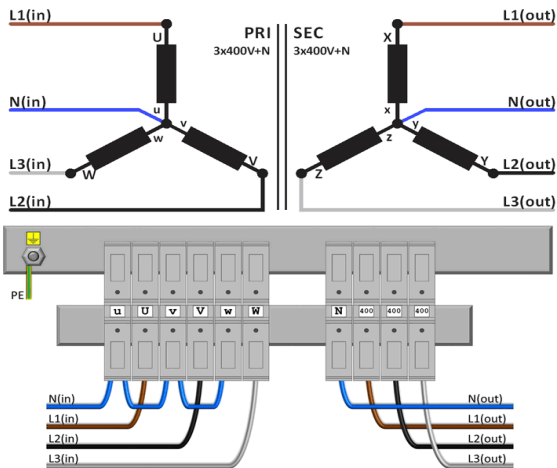 L1(in)
PRI
SEC
L1(out)
U
3x400V+N
3x400V+N
X
N(in)
u
v
w
x
y
z
N(out)
L3(in)
W
V
Z
Y
L2(out)
L2(in)
L3(out)
PE
u U v V w W
N 400 400 400
N(in)
N(out)
L1(in)
L1(out)
L2(in)
L2(out)
L3(in)
L3(out)